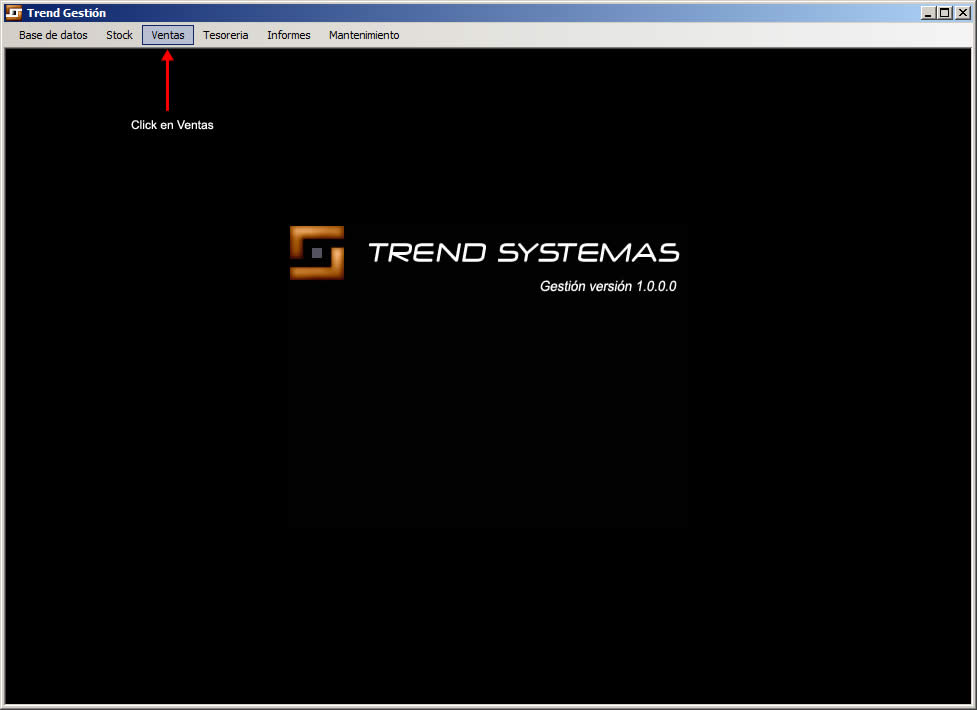 Trend Gestión
Base de datos Stock Ventas Tesoreria Informes Mantenimiento
Click en Ventas
TREND SYSTEMAS
Gestión versión 1.0.0.0